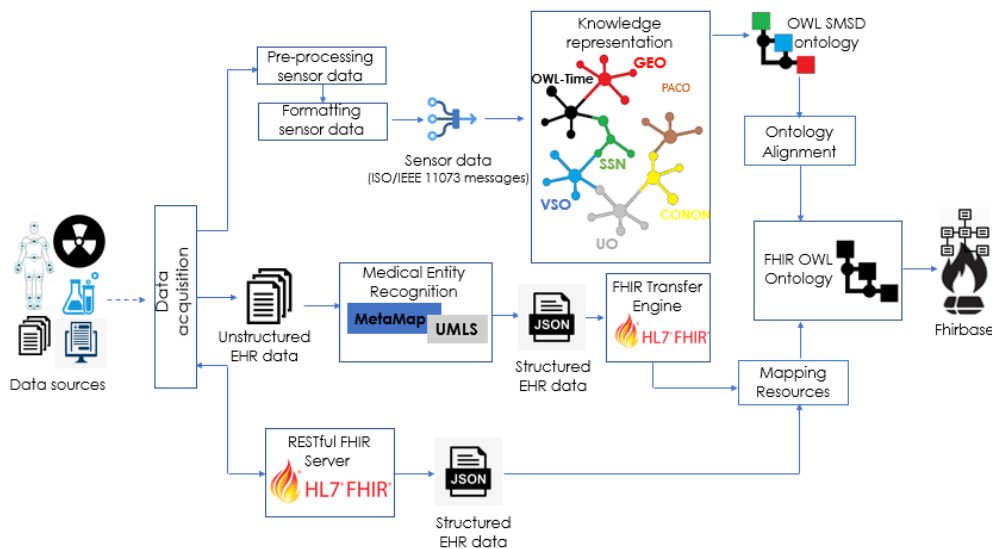 Pre-processing
sensor data
Formatting
sensor data
Sensor data
(ISO/IEEE 11073 messages)
Knowledge
representation
GEO
OWL-Time
PACO
SSN
VSO
CONON
UO
OWL SMSD
ontology
Ontology
Alignment
FHIR OWL
Ontology
Fhirbase
Data sources
Data
acquisition
Unstructured
EHR data
Medical Entity
Recognition
MetaMap
UMLS
JSON
Structured
EHR data
FHIR Transfer
Engine
HL7® FHIR®
Mapping
Resources
RESTful FHIR
Server
HL7® FHIR®
JSON
Structured
EHR data